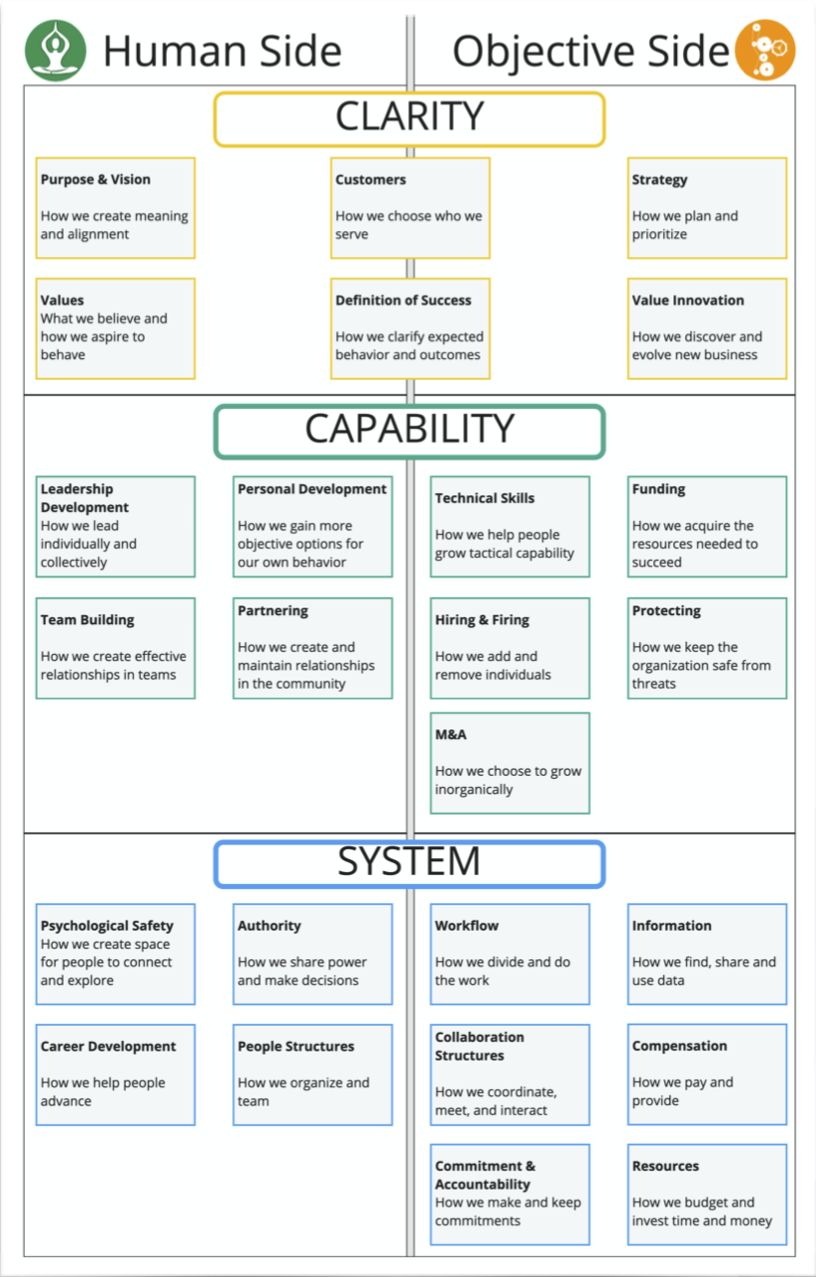 Human Side
Objective Side
CLARITY
Purpose & Vision
How we create meaning
and alignment
Customers
How we choose who we
serve
Strategy
How we plan and
prioritize
Values
What we believe and
how we aspire to
behave
Definition of Success
How we clarify expected
behavior and outcomes
Value Innovation
How we discover and
evolve new business
CAPABILITY
Leadership
Development
How we lead
individually and
collectively
Personal Development
How we gain more
objective options for
our own behavior
Technical Skills
How we help people
grow tactical capability
Funding
How we acquire the
resources needed to
succeed
Team Building
How we create effective
relationships in teams
Partnering
How we create and
maintain relationships
in the community
Hiring & Firing
How we add and
remove individuals
Protecting
How we keep the
organization safe from
threats
M&A
How we choose to grow
inorganically
SYSTEM
Psychological Safety
How we create space
for people to connect
and explore
Authority
How we share power
and make decisions
Workflow
How we divide and do
the work
Information
How we find, share and
use data
Career Development
How we help people
advance
People Structures
How we organize and
team
Collaboration
Structures
How we coordinate,
meet, and interact
Compensation
How we pay and
provide
Commitment &
Accountability
How we make and keep
commitments
Resources
How we budget and
invest time and money